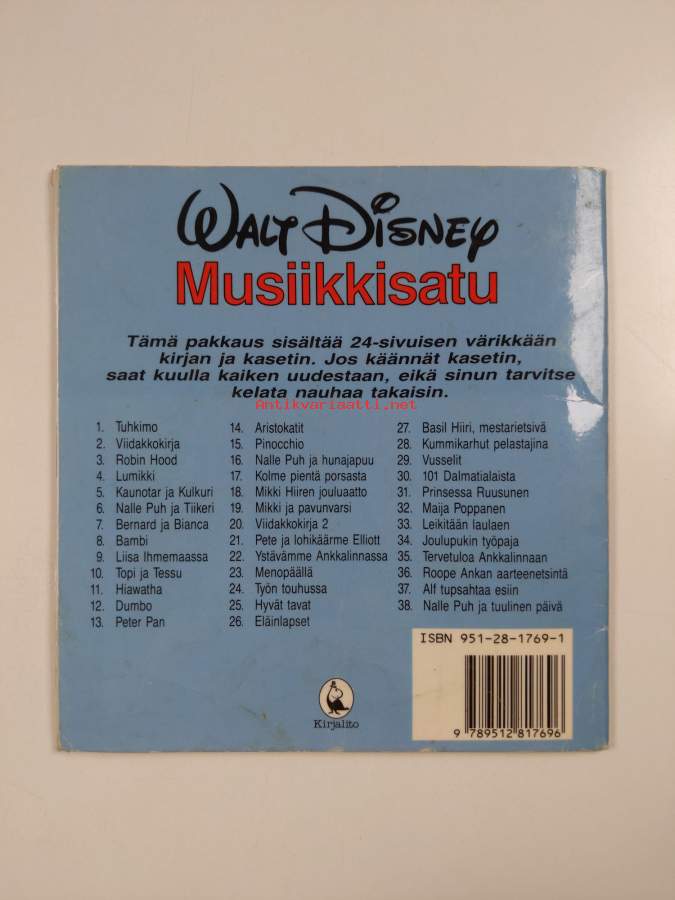 WALT DISNEY
Musiikkisatu
Tämä pakkaus sisältää 24-sivuisen värikkään
kirjan ja kasetin. Jos käännät kasetin,
saat kuulla kaiken uudestaan, eikä sinun tarvitse
kelata nauhaa takaisin.
Antikvariaatti.net
1. Tuhkimo
2. Viidakkokirja
3. Robin Hood
4. Lumikki
5. Kaunotar ja Kulkuri
6. Nalle Puh ja Tiikeri
7. Bernard ja Bianca
8. Bambi
9. Liisa Ihmemaassa
10. Topi ja Tessu
11. Hiawatha
12. Dumbo
13. Peter Pan
14. Aristokatit
15. Pinocchio
16. Nalle Puh ja hunajapuu
17. Kolme pientä porsasta
18. Mikki Hiiren jouluaatto
19. Mikki ja pavunvarsi
20. Viidakkokirja 2
21. Pete ja lohikäärme Elliott
22. Ystävämme Ankkalinnassa
23. Menopäällä
24. Työn touhussa
25. Hyvät tavat
26. Eläinlapset
27. Basil Hiiri, mestarietsivä
28. Kummikarhut pelastajina
29. Vusselit
30. 101 Dalmatialaista
31. Prinsessa Ruusunen
32. Maija Poppanen
33. Leikitään laulaen
34. Joulupukin työpaja
35. Tervetuloa Ankkalinnaan
36. Roope Ankan aarteenetsintä
37. Alf tupsahtaa esiin
38. Nalle Puh ja tuulinen päivä
ISBN 951-28-1769-1
9 789512 817696
Kirjalito